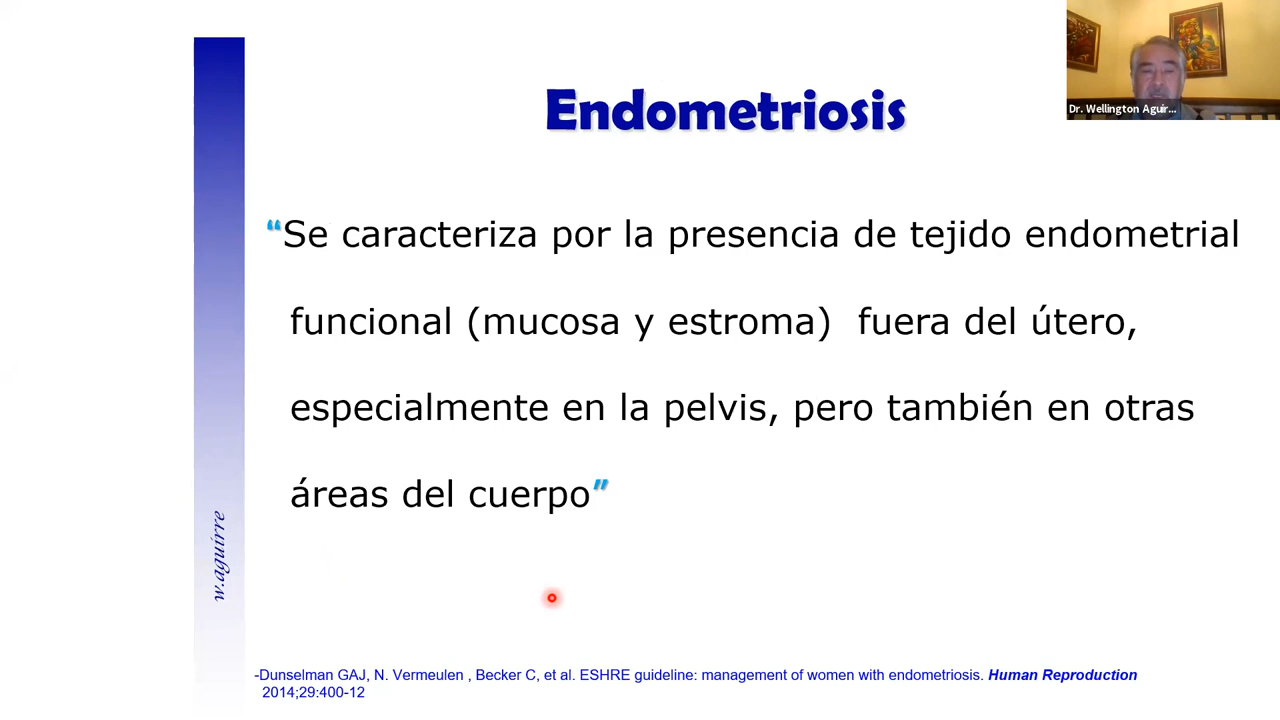 Endometriosis
Dr. Wellington Aguir...
“Se caracteriza por la presencia de tejido endometrial
funcional (mucosa y estroma) fuera del útero,
especialmente en la pelvis, pero también en otras
áreas del cuerpo”
w.aguirre
-Dunselman GAJ, N. Vermeulen , Becker C, et al. ESHRE guideline: management of women with endometriosis. Human Reproduction
2014;29:400-12